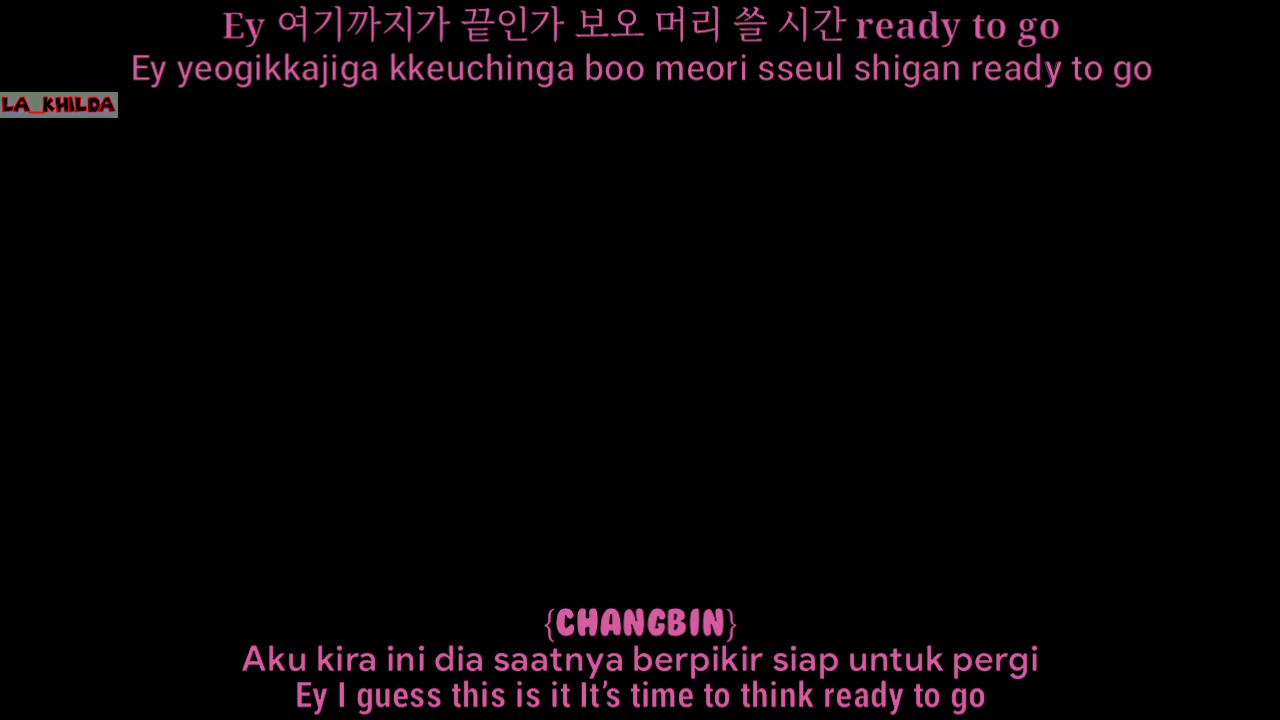 Ey 여기까지가 끝인가 보오 머리 쓸 시간 ready to go
Ey yeogikkajiga kkeuchinga boo meori sseul shigan ready to go
LA_KHILDA
{CHANGBIN}
Aku kira ini dia saatnya berpikir siap untuk pergi
Ey I guess this is it It's time to think ready to go